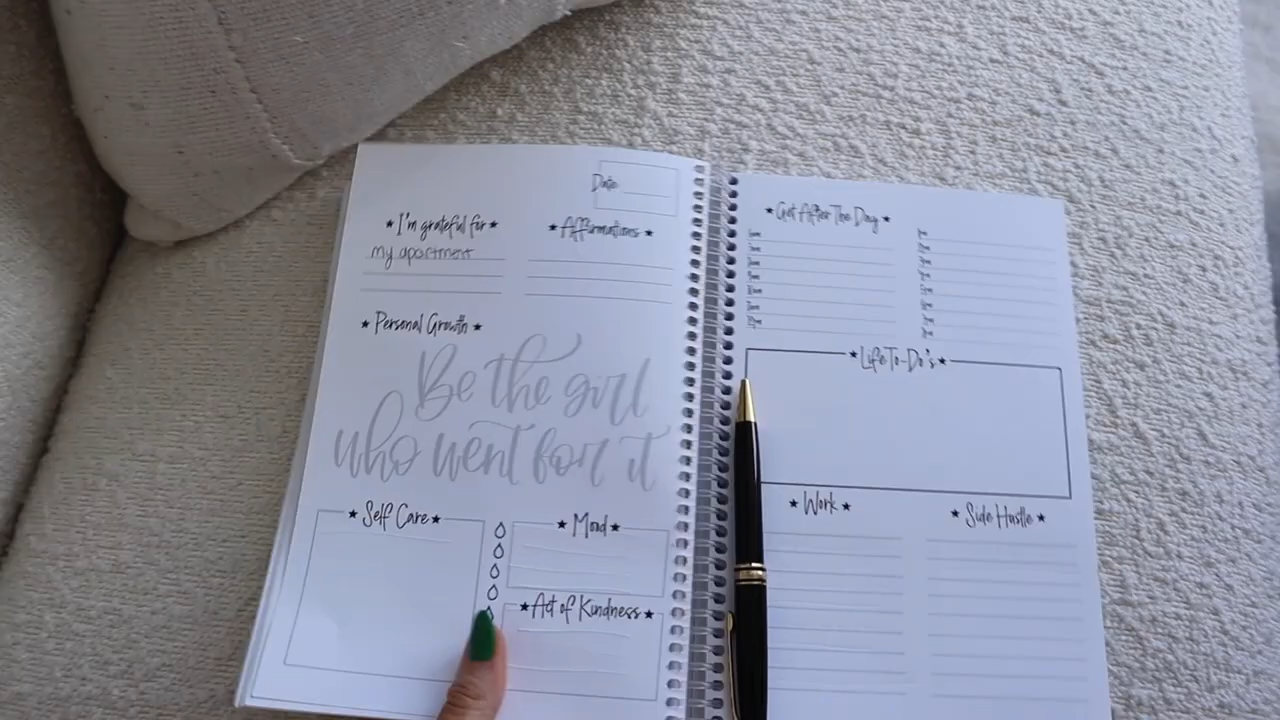 Date
I'm grateful for
Affirmations
my apartment
Personal Growth
Be the girl
who went for it
Self Care
Mood
Act of Kindness
Get After The Day
Life To-Do's
Work
Side Hustle